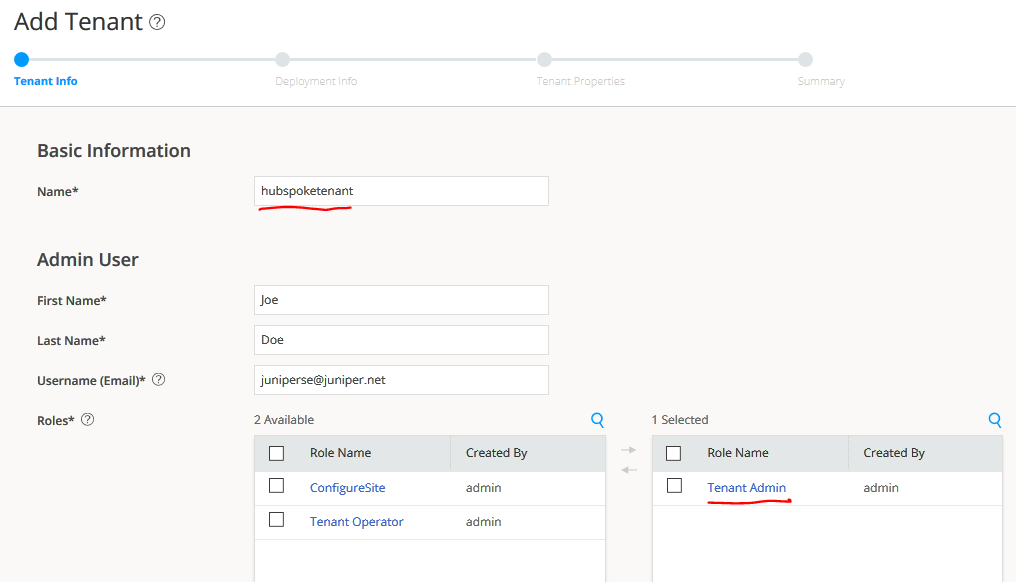 Add Tenant ?
Tenant Info Deployment Info Tenant Properties Summary
Basic Information
Name* hubspoketenant
Admin User
First Name* Joe
Last Name* Doe
Username (Email)* ? juniperse@juniper.net
Roles* ? 2 Available 1 Selected
Role Name Created By Role Name Created By
ConfigureSite admin Tenant Admin admin
Tenant Operator admin